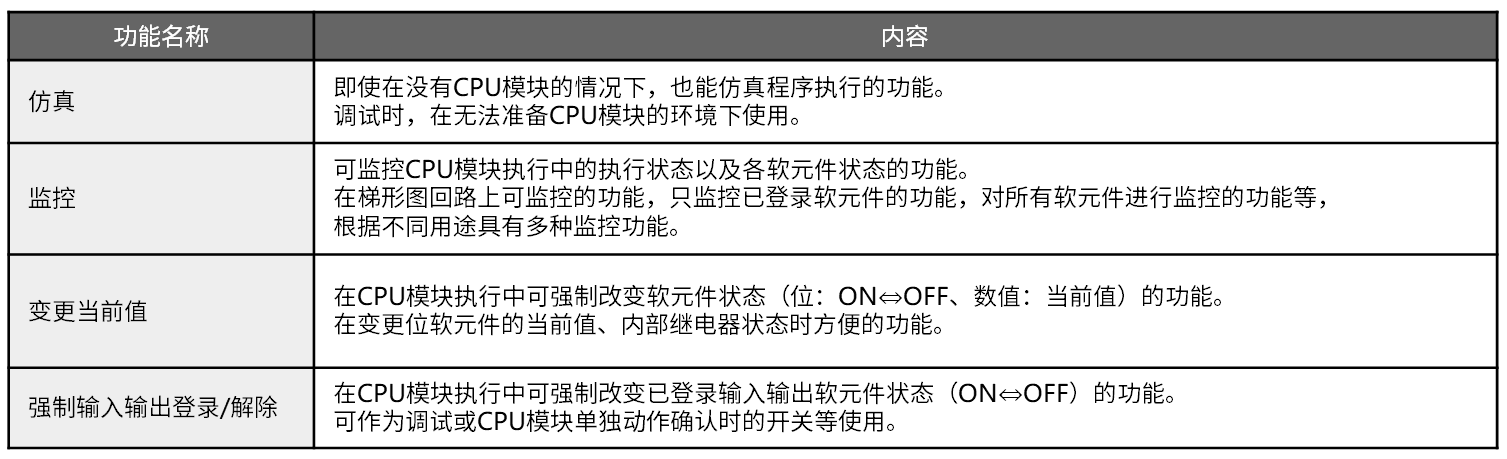 功能名称
内容
仿真
即使在没有CPU模块的情况下，也能仿真程序执行的功能。
调试时，在无法准备CPU模块的环境下使用。
监控
可监控CPU模块执行中的执行状态以及各软元件状态的功能。
在梯形图回路上可监控的功能，只监控已登录软元件的功能，对所有软元件进行监控的功能等，
根据不同用途具有多种监控功能。
变更当前值
在CPU模块执行中可强制改变软元件状态（位：ON⇔OFF、数值：当前值）的功能。
在变更位软元件的当前值、内部继电器状态时方便的功能。
强制输入输出登录/解除
在CPU模块执行中可强制改变已登录输入输出软元件状态（ON⇔OFF）的功能。
可作为调试或CPU模块单独动作确认时的开关等使用。